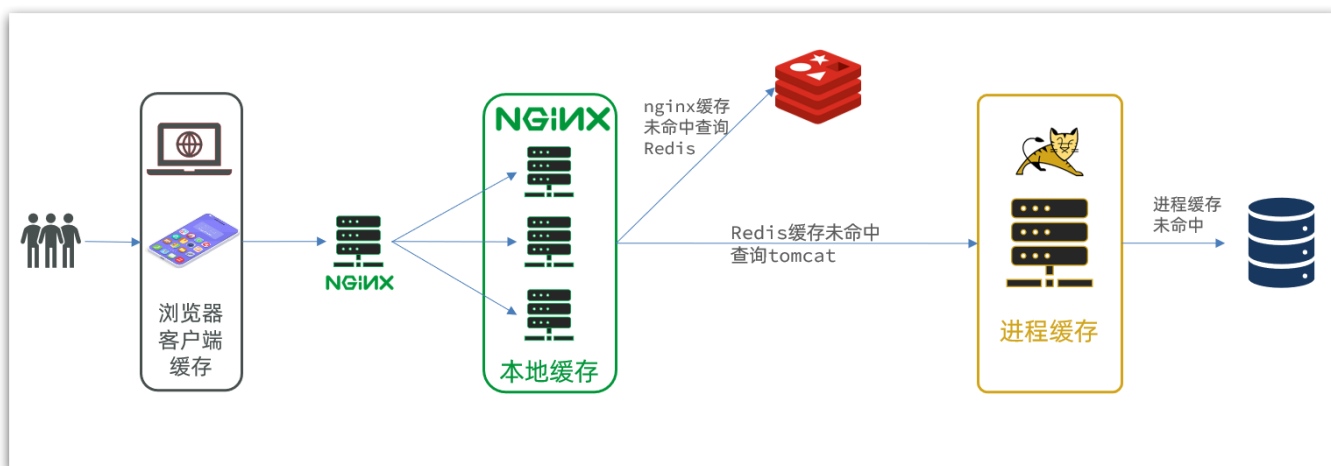 浏览器
客户端
缓存
NGINX
NGINX
本地缓存
nginx缓存
未命中查询
Redis
Redis缓存未命中
查询tomcat
进程缓存
进程缓存
未命中